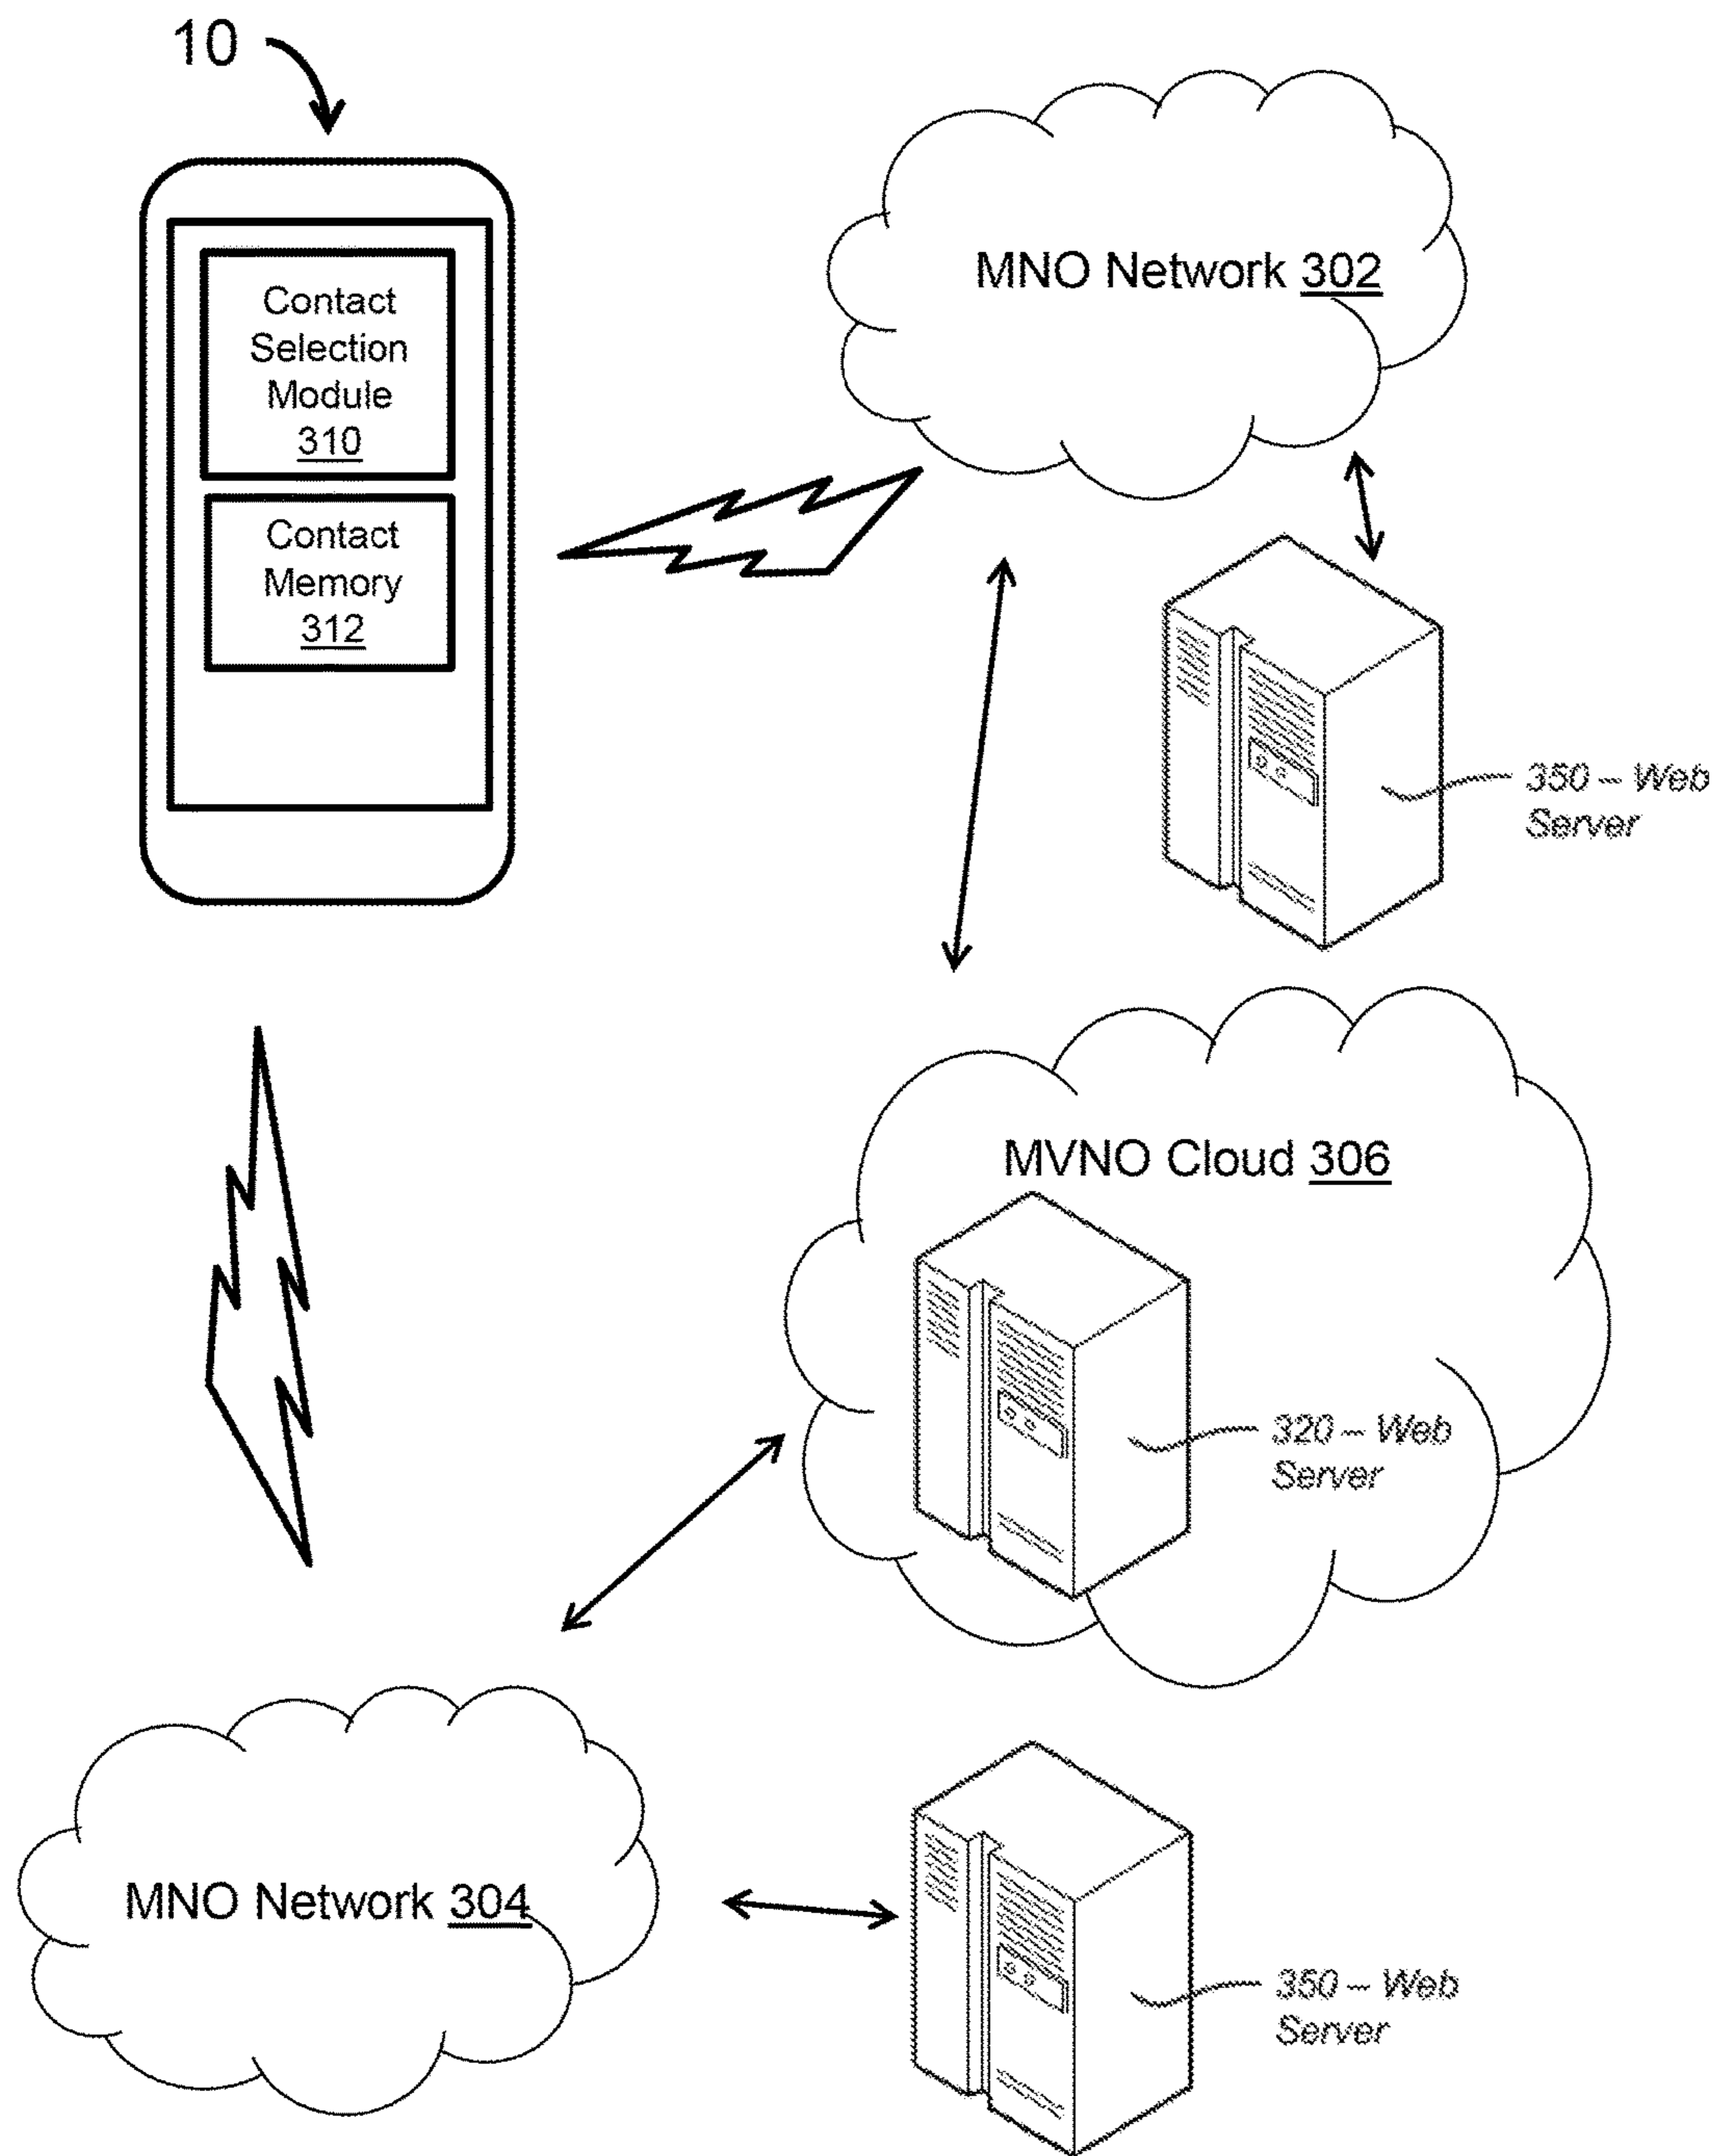 10
Contact
Selection
Module
310
Contact
Memory
312
MNO Network 302
350 – Web
Server
MVNO Cloud 306
320 – Web
Server
MNO Network 304
350 – Web
Server